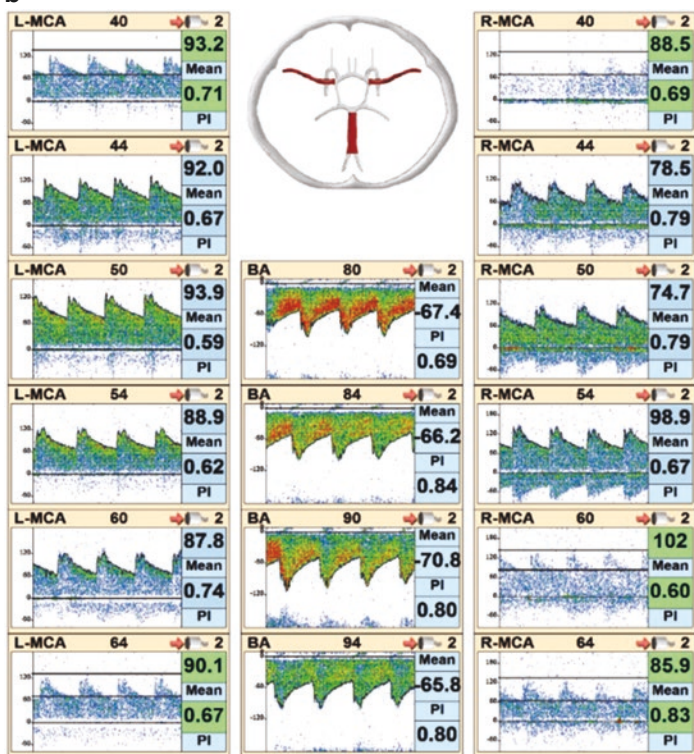 b
L-MCA 40 2
93.2
Mean
0.71
PI
L-MCA 44 2
92.0
Mean
0.67
PI
L-MCA 50 2
93.9
Mean
0.59
PI
L-MCA 54 2
88.9
Mean
0.62
PI
L-MCA 60 2
87.8
Mean
0.74
PI
L-MCA 64 2
90.1
Mean
0.67
PI
BA 80 2
Mean
-67.4
PI
0.69
BA 84 2
Mean
-66.2
PI
0.84
BA 90 2
Mean
-70.8
PI
0.80
BA 94 2
Mean
-65.8
PI
0.80
R-MCA 40 2
88.5
Mean
0.69
PI
R-MCA 44 2
78.5
Mean
0.79
PI
R-MCA 50 2
74.7
Mean
0.79
PI
R-MCA 54 2
98.9
Mean
0.67
PI
R-MCA 60 2
102
Mean
0.60
PI
R-MCA 64 2
85.9
Mean
0.83
PI